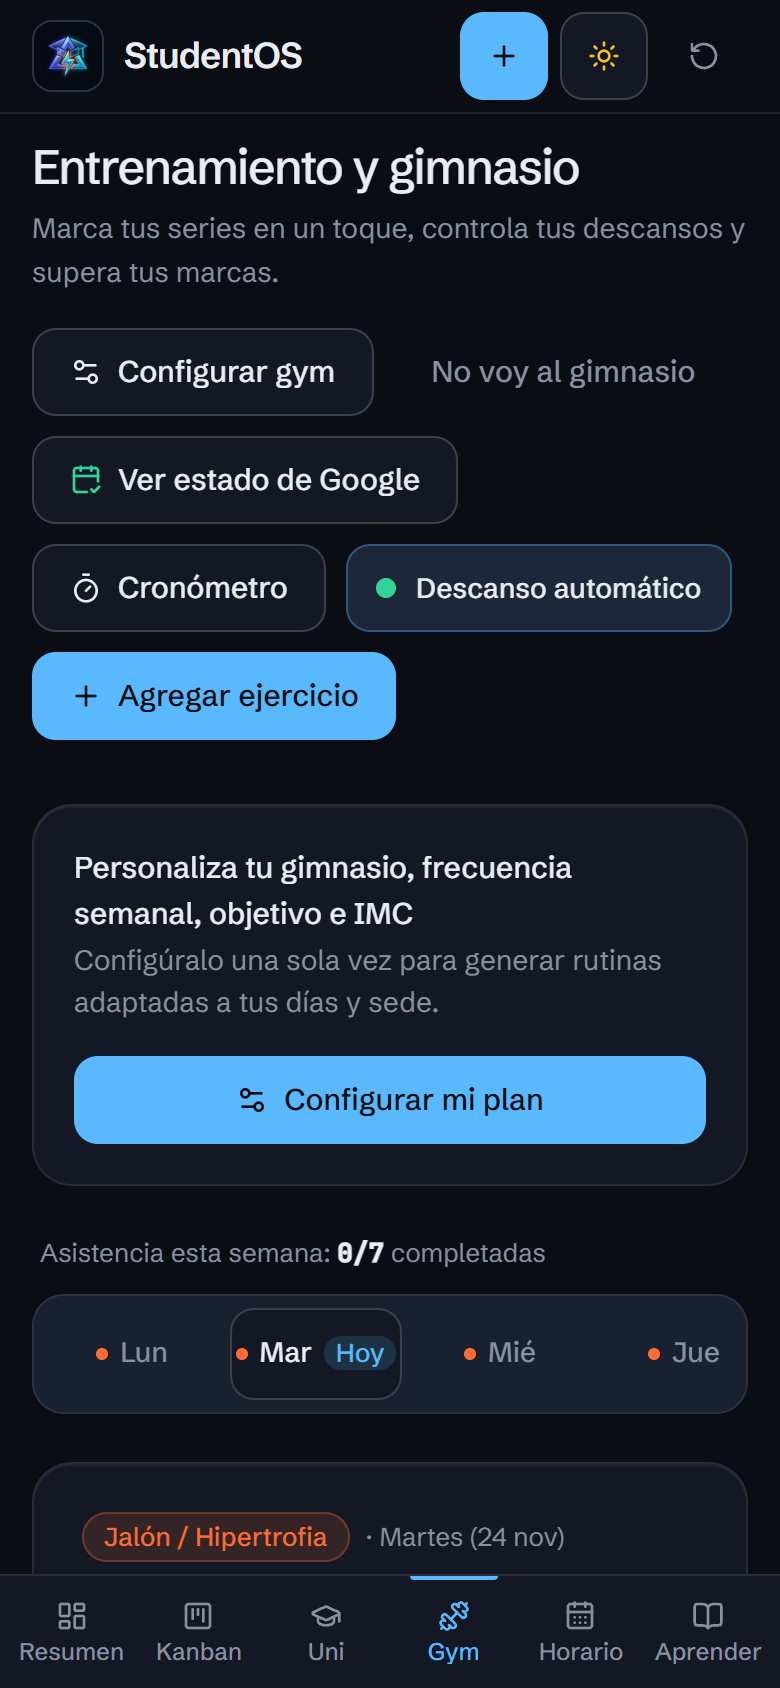 StudentOS
Entrenamiento y gimnasio
Marca tus series en un toque, controla tus descansos y
supera tus marcas.
Configurar gym
No voy al gimnasio
Ver estado de Google
Cronómetro
Descanso automático
Agregar ejercicio
Personaliza tu gimnasio, frecuencia
semanal, objetivo e IMC
Configúralo una sola vez para generar rutinas
adaptadas a tus días y sede.
Configurar mi plan
Asistencia esta semana: 0/7 completadas
Lun
Mar Hoy
Mié
Jue
Jalón / Hipertrofia · Martes (24 nov)
Resumen
Kanban
Uni
Gym
Horario
Aprender